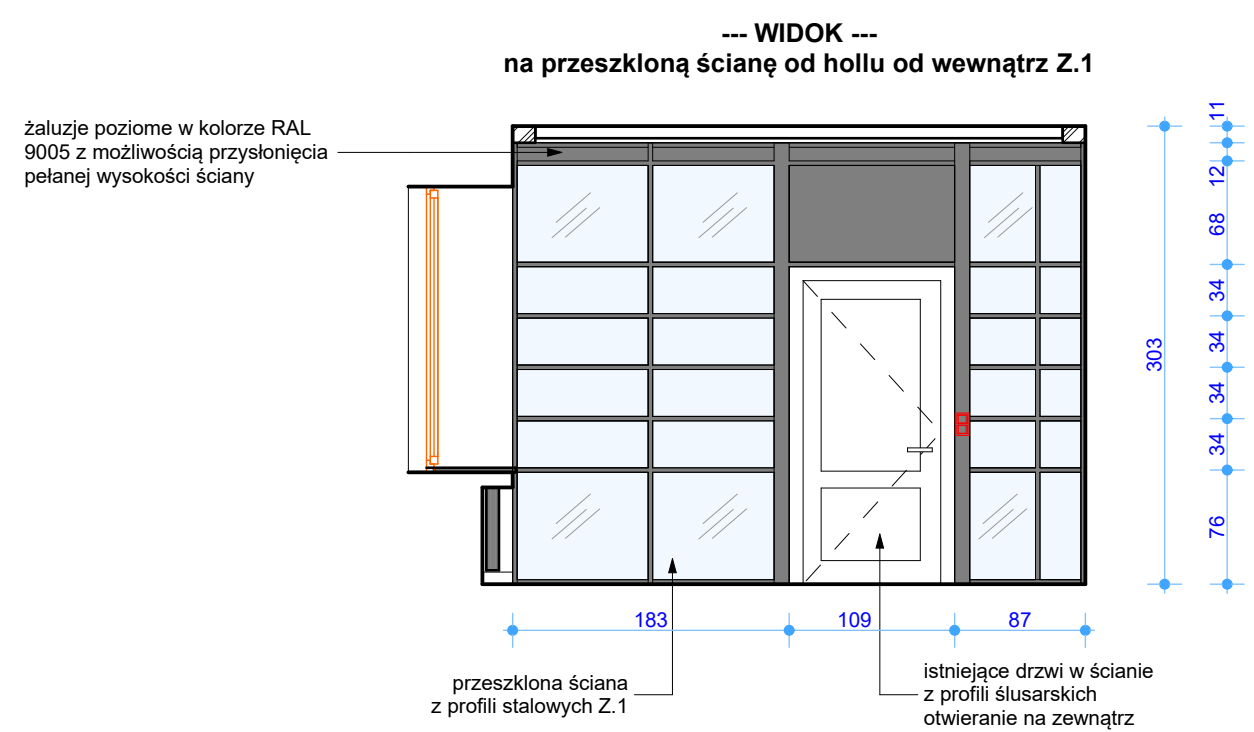 --- WIDOK ---
na przeszkloną ścianę od hollu od wewnątrz Z.1
żaluzje poziome w kolorze RAL
9005 z możliwością przysłonięcia
pełanej wysokości ściany
11
12
68
34
34
34
34
76
303
183
109
87
przeszklona ściana
z profili stalowych Z.1
istniejące drzwi w ścianie
z profili ślusarskich
otwieranie na zewnątrz